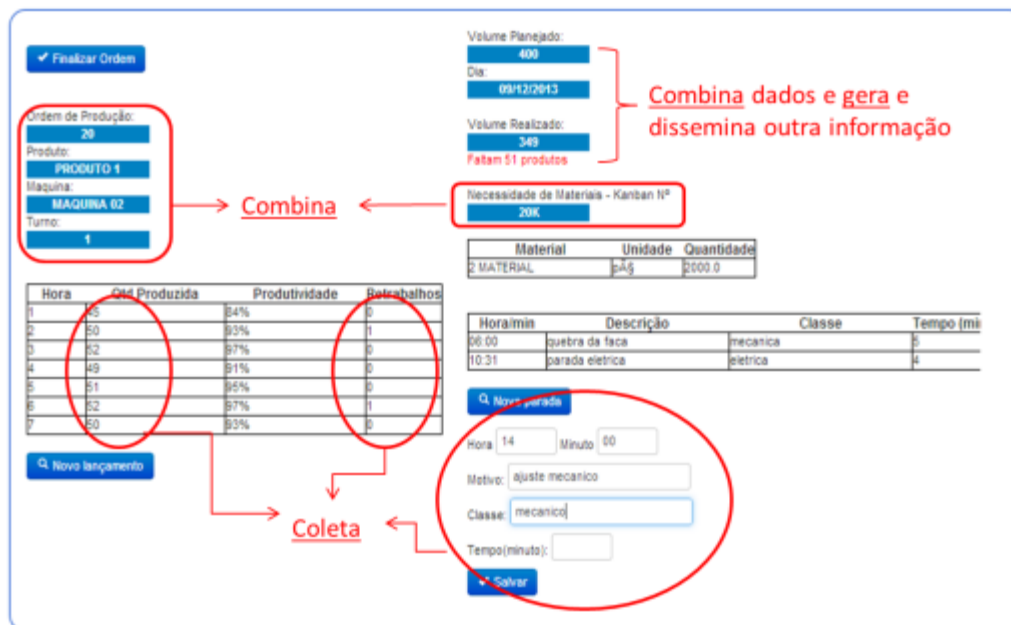 ✔ Finalizar Ordem
Ordem de Produção:
20
Produto:
PRODUTO 1
Maquina:
MAQUINA 02
Turno:
1
Volume Planejado:
400
Dia:
09/12/2013
Volume Realizado:
349
Faltam 51 produtos
Combina dados e gera e
dissemina outra informação
Combina
Necessidade de Materiais - Kanban Nº
20K
Material Unidade Quantidade
2 MATERIAL pÃ§ 2000.0
Hora Qtd Produzida Produtividade Retrabalhos
1 45 84% 0
2 50 93% 1
3 52 97% 0
4 49 91% 0
5 51 95% 0
6 52 97% 1
7 50 93% 0
Novo lançamento
Hora/min Descrição Classe Tempo (min
06:00 quebra da faca mecanica 5
10:31 parada eletrica eletrica 4
Nova parada
Hora 14 Minuto 00
Motivo: ajuste mecanico
Classe: mecanico
Tempo(minuto):
✔ Salvar
Coleta